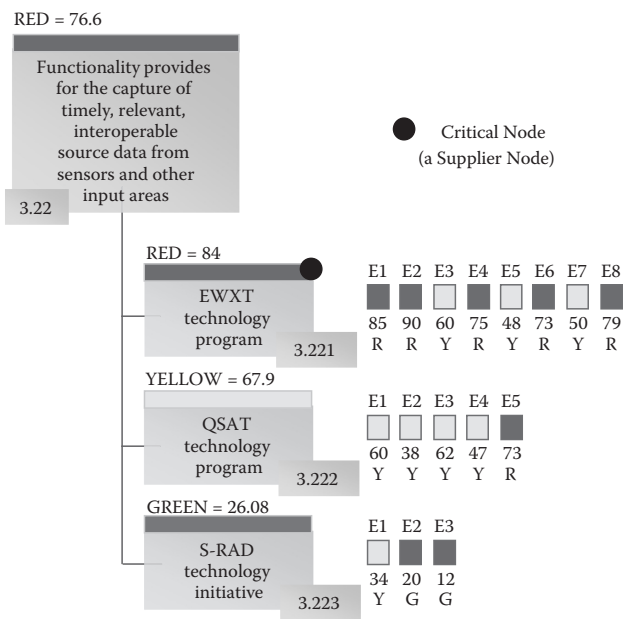 RED = 76.6
Functionality provides
for the capture of
timely, relevant,
interoperable
source data from
sensors and other
input areas
3.22
Critical Node
(a Supplier Node)
RED = 84
EWXT
technology
program
3.221
E1 E2 E3 E4 E5 E6 E7 E8
85 90 60 75 48 73 50 79
R R Y R Y R Y R
YELLOW = 67.9
QSAT
technology
program
3.222
E1 E2 E3 E4 E5
60 38 62 47 73
Y Y Y Y R
GREEN = 26.08
S-RAD
technology
initiative
3.223
E1 E2 E3
34 20 12
Y G G